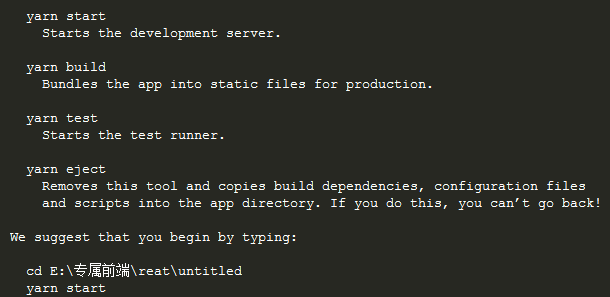 yarn start
Starts the development server.
yarn build
Bundles the app into static files for production.
yarn test
Starts the test runner.
yarn eject
Removes this tool and copies build dependencies, configuration files
and scripts into the app directory. If you do this, you can’t go back!
We suggest that you begin by typing:
cd E:\专属前端\reat\untitled
yarn start